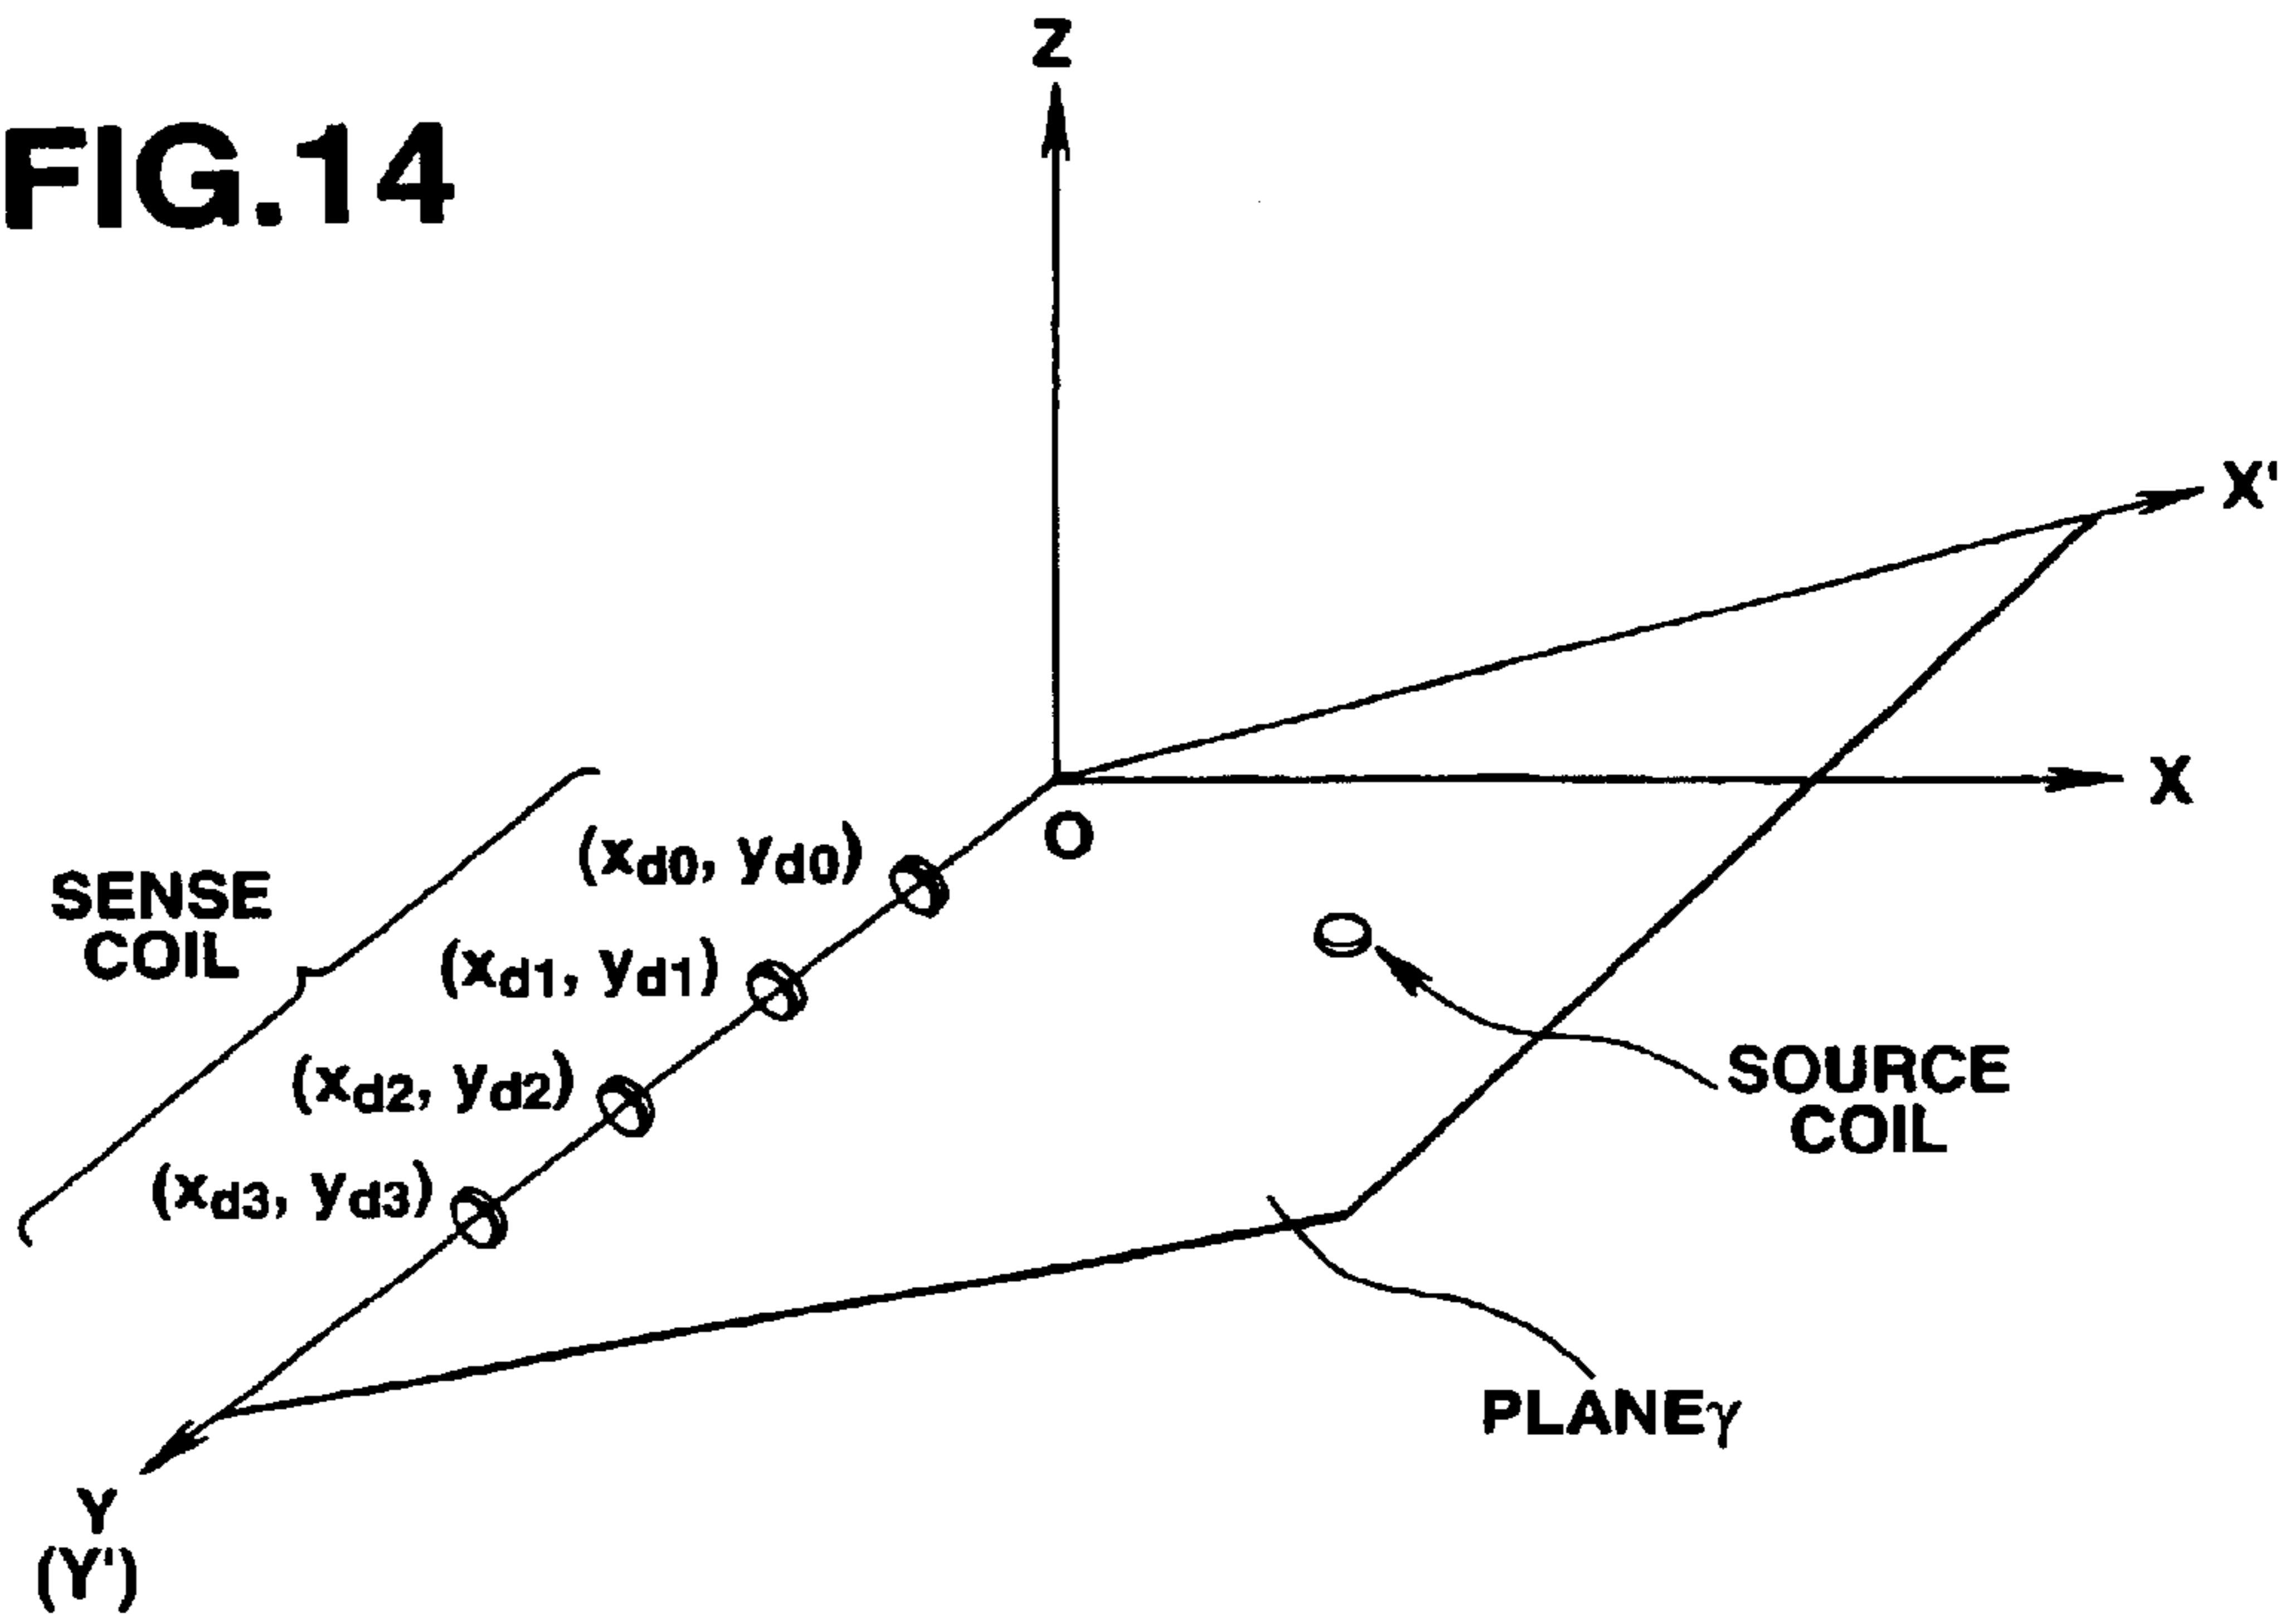 FIG.14
Z
X'
X
O
(xd0, yd0)
SENSE
COIL
(xd1, yd1)
(xd2, yd2)
SOURCE
COIL
(xd3, yd3)
PLANEγ
Y
(Y')